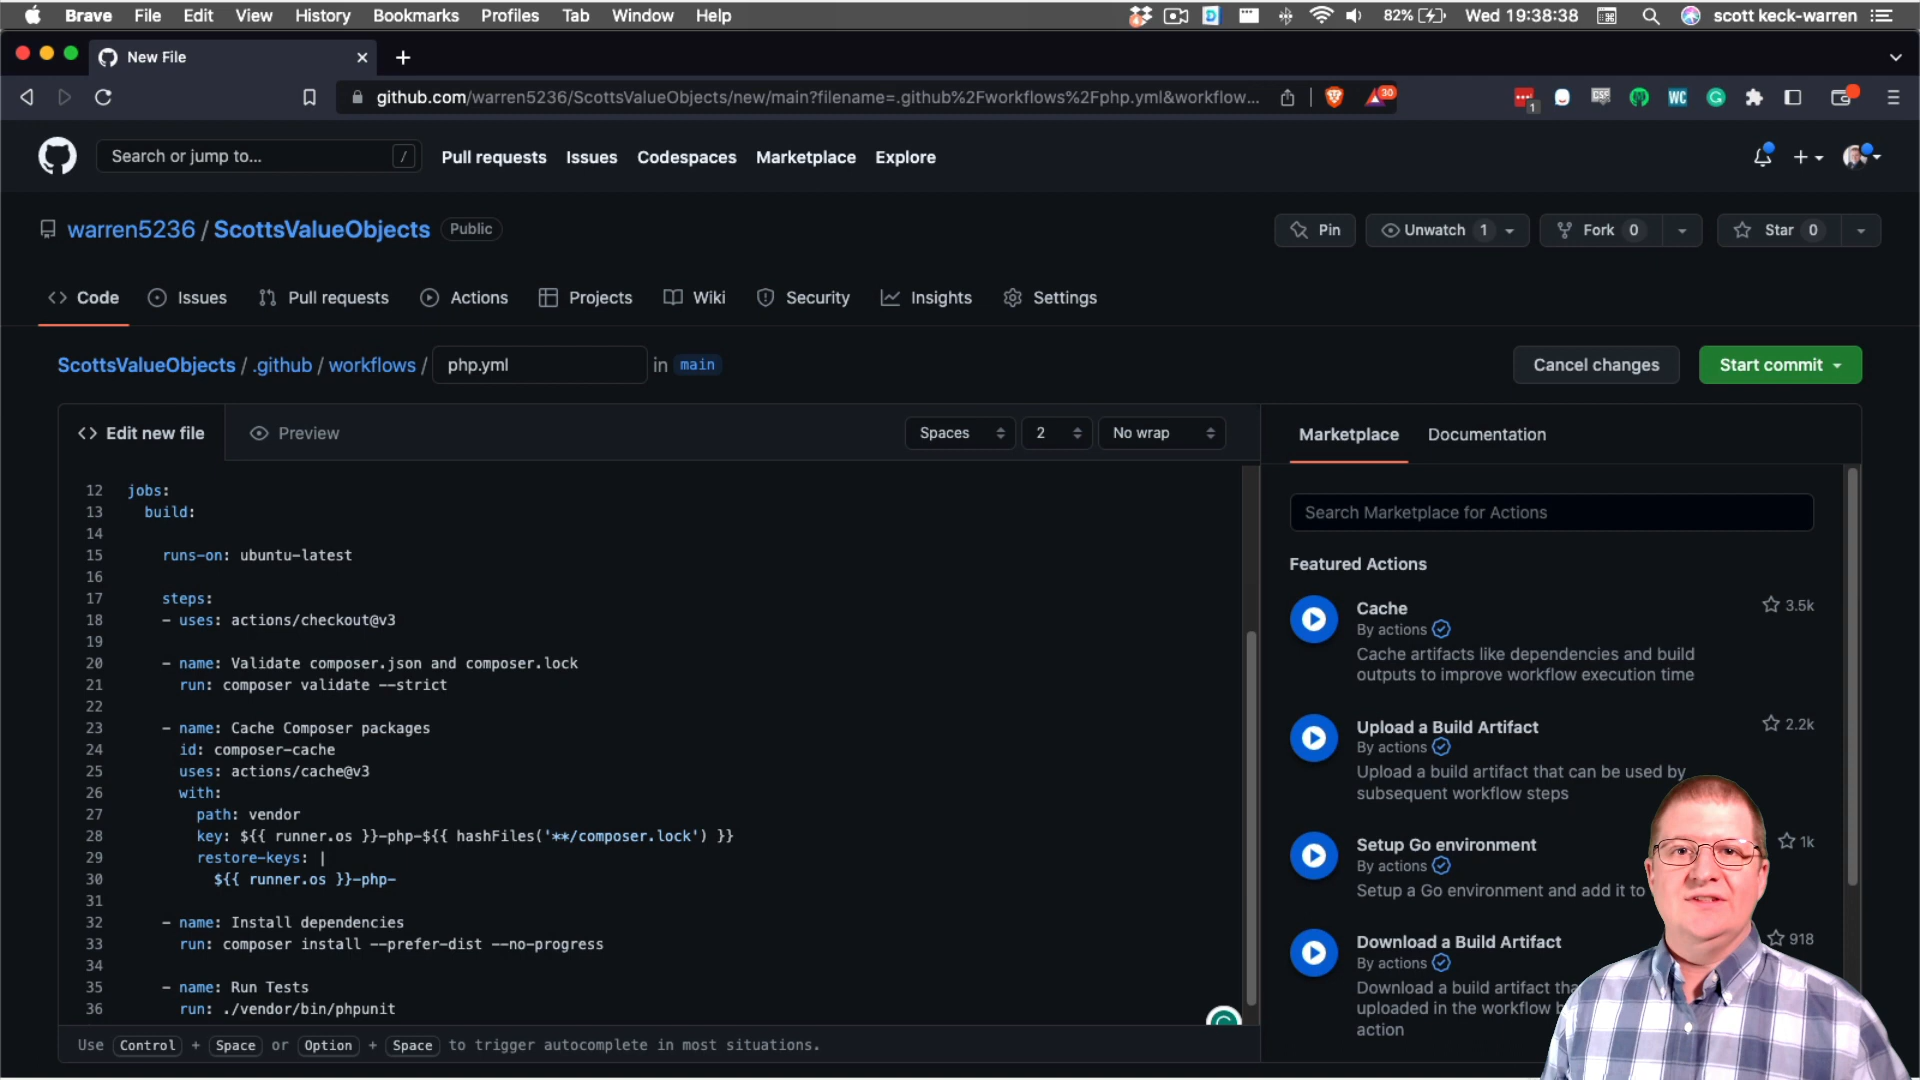 Brave File Edit View History Bookmarks Profiles Tab Window Help
82% Wed 19:38:38 scott keck-warren
New File
github.com/warren5236/ScottsValueObjects/new/main?filename=.github%2Fworkflows%2Fphp.yml&workflow...
30
1
Search or jump to... /
Pull requests Issues Codespaces Marketplace Explore
warren5236 / ScottsValueObjects Public
Pin Unwatch 1 Fork 0 Star 0
Code Issues Pull requests Actions Projects Wiki Security Insights Settings
ScottsValueObjects / .github / workflows / php.yml in main
Cancel changes Start commit
Edit new file Preview
Spaces 2 No wrap
12 jobs:
13 build:
14
15 runs-on: ubuntu-latest
16
17 steps:
18 - uses: actions/checkout@v3
19
20 - name: Validate composer.json and composer.lock
21 run: composer validate --strict
22
23 - name: Cache Composer packages
24 id: composer-cache
25 uses: actions/cache@v3
26 with:
27 path: vendor
28 key: ${{ runner.os }}-php-${{ hashFiles('**/composer.lock') }}
29 restore-keys: |
30 ${{ runner.os }}-php-
31
32 - name: Install dependencies
33 run: composer install --prefer-dist --no-progress
34
35 - name: Run Tests
36 run: ./vendor/bin/phpunit
Use Control + Space or Option + Space to trigger autocomplete in most situations.
Marketplace Documentation
Search Marketplace for Actions
Featured Actions
Cache 3.5k
By actions
Cache artifacts like dependencies and build
outputs to improve workflow execution time
Upload a Build Artifact 2.2k
By actions
Upload a build artifact that can be used by
subsequent workflow steps
Setup Go environment 1k
By actions
Setup a Go environment and add it to
Download a Build Artifact 918
By actions
Download a build artifact
uploaded in the workflow
action